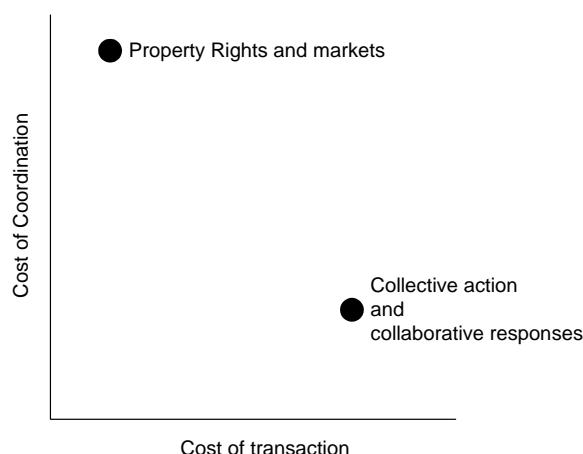 Property Rights and markets
Cost of Coordination
Collective action
and
collaborative responses
Cost of transaction